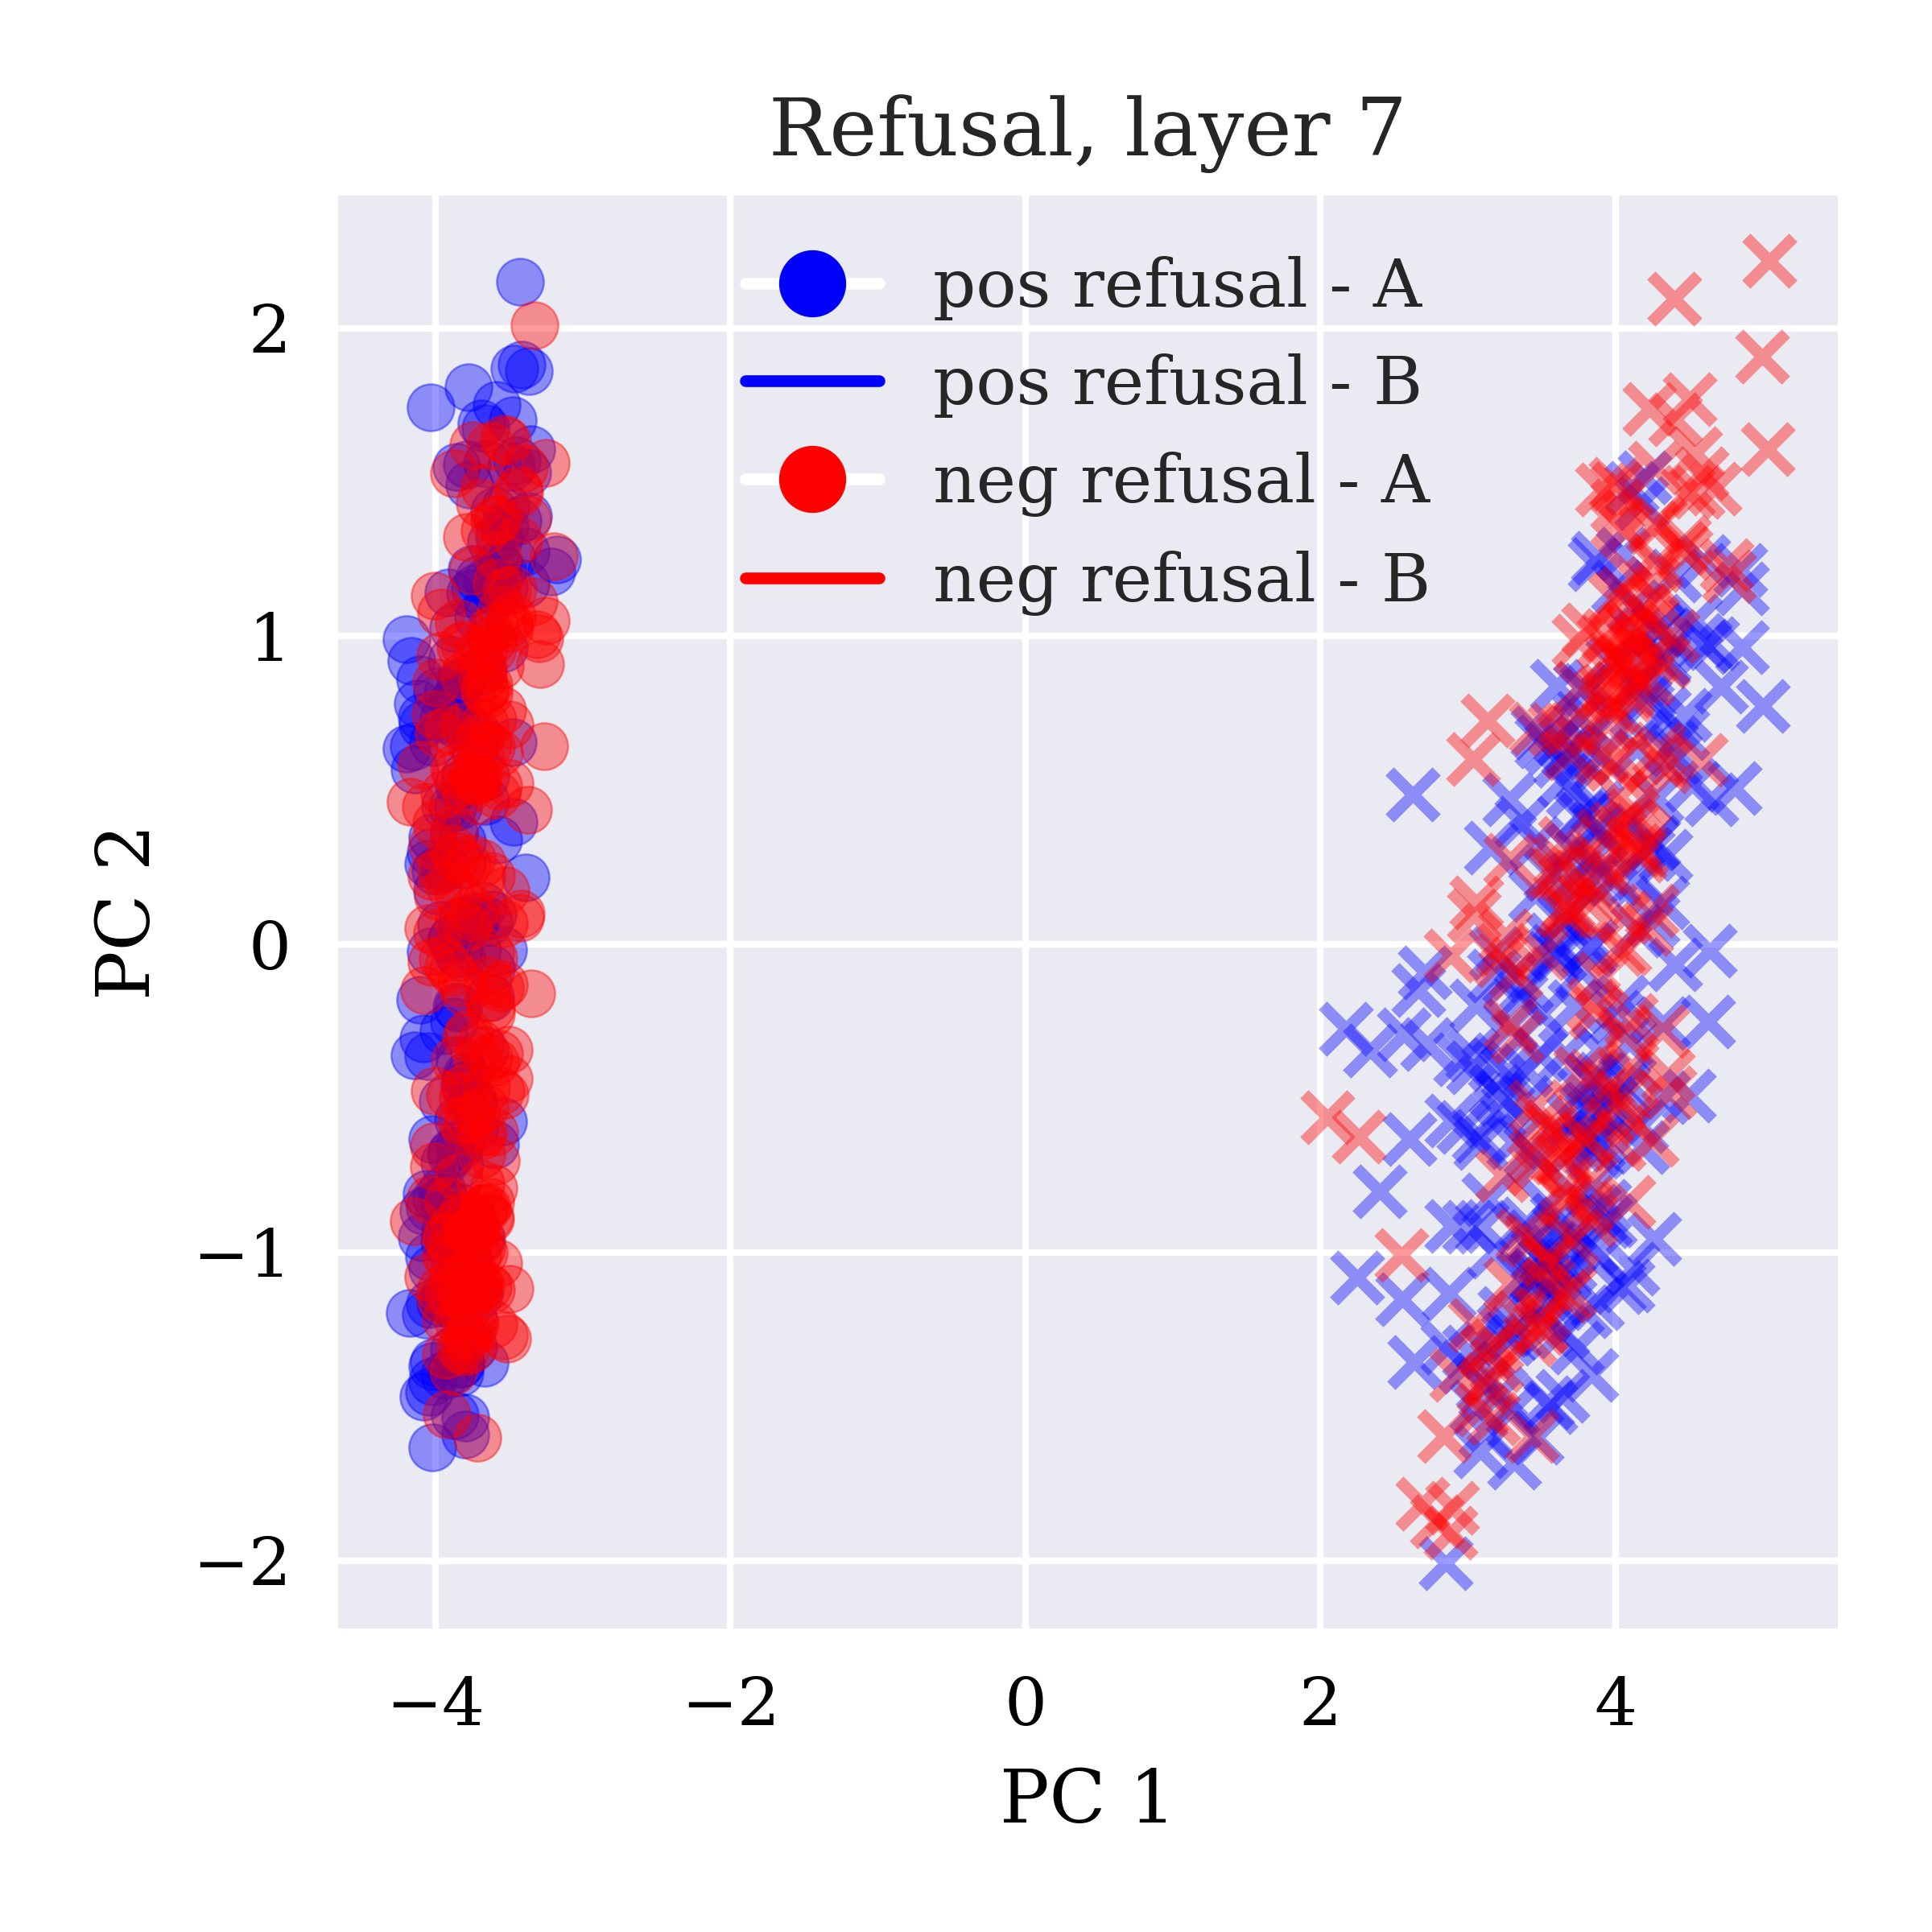 Refusal, layer 7
pos refusal - A
pos refusal - B
neg refusal - A
neg refusal - B
2
1
0
−1
−2
PC 2
−4
−2
0
2
4
PC 1